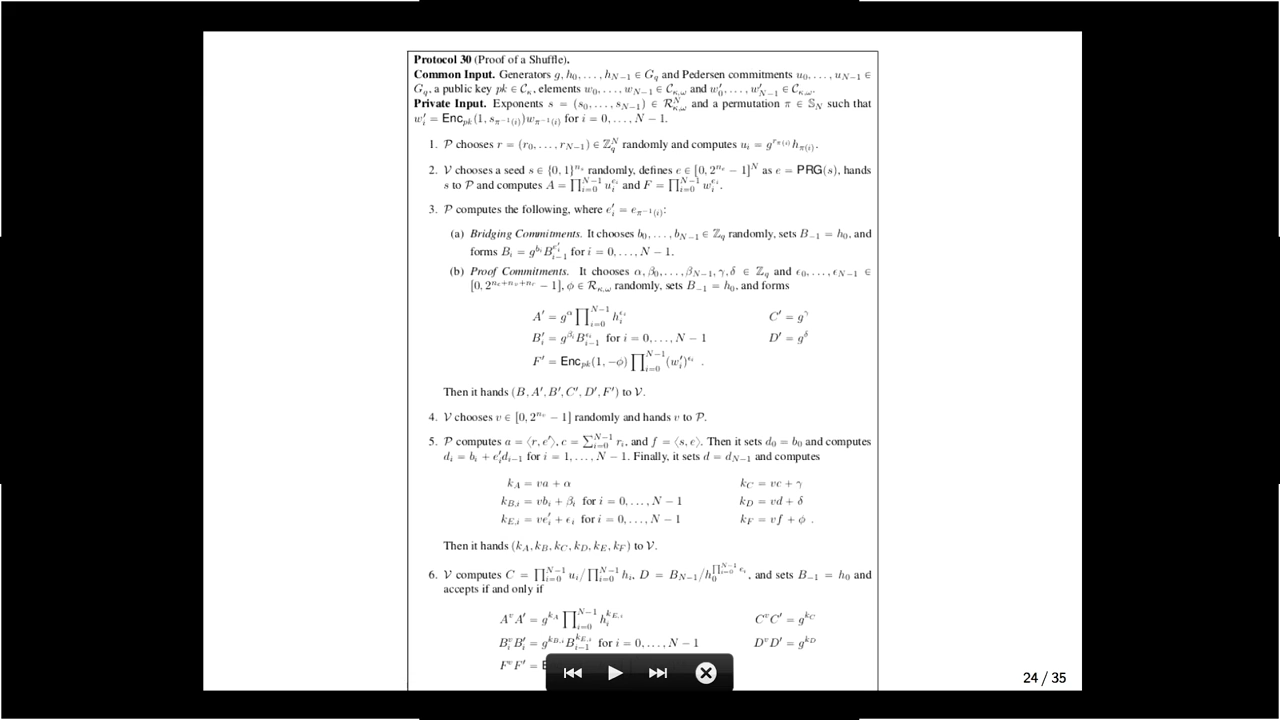 Protocol 30 (Proof of a Shuffle).
Common Input. Generators g, h_0, . . . , h_{N−1} ∈ G_q and Pedersen commitments u_0, . . . , u_{N−1} ∈
G_q, a public key pk ∈ C_κ, elements w_0, . . . , w_{N−1} ∈ C_{κ,ω} and w'_0, . . . , w'_{N−1} ∈ C_{κ,ω}.
Private Input. Exponents s = (s_0, . . . , s_{N−1}) ∈ R^N_{κ,ω} and a permutation π ∈ S_N such that
w'_i = Enc_{pk}(1, s_{π^{−1}(i)})w_{π^{−1}(i)} for i = 0, . . . , N − 1.
1. P chooses r = (r_0, . . . , r_{N−1}) ∈ Z^N_q randomly and computes u_i = g^{r_{π(i)}} h_{π(i)}.
2. V chooses a seed s ∈ {0, 1}^{n_s} randomly, defines e ∈ [0, 2^{n_e} − 1]^N as e = PRG(s), hands
s to P and computes A = ∏_{i=0}^{N−1} u_i^{e_i} and F = ∏_{i=0}^{N−1} w_i^{e_i}.
3. P computes the following, where e'_i = e_{π^{−1}(i)}:
(a) Bridging Commitments. It chooses b_0, . . . , b_{N−1} ∈ Z_q randomly, sets B_{−1} = h_0, and
forms B_i = g^{b_i} B_{i−1}^{e'_i} for i = 0, . . . , N − 1.
(b) Proof Commitments. It chooses α, β_0, . . . , β_{N−1}, γ, δ ∈ Z_q and ϵ_0, . . . , ϵ_{N−1} ∈
[0, 2^{n_e+n_v+n_r} − 1], ϕ ∈ R_{κ,ω} randomly, sets B_{−1} = h_0, and forms
A' = g^α ∏_{i=0}^{N−1} h_i^{ϵ_i} C' = g^γ
B'_i = g^{β_i} B_{i−1}^{ϵ_i} for i = 0, . . . , N − 1 D' = g^δ
F' = Enc_{pk}(1, −ϕ) ∏_{i=0}^{N−1} (w'_i)^{ϵ_i} .
Then it hands (B, A', B', C', D', F') to V.
4. V chooses v ∈ [0, 2^{n_v} − 1] randomly and hands v to P.
5. P computes a = ⟨r, e'⟩, c = ∑_{i=0}^{N−1} r_i, and f = ⟨s, e⟩. Then it sets d_0 = b_0 and computes
d_i = b_i + e'_i d_{i−1} for i = 1, . . . , N − 1. Finally, it sets d = d_{N−1} and computes
k_A = va + α k_C = vc + γ
k_{B,i} = vb_i + β_i for i = 0, . . . , N − 1 k_D = vd + δ
k_{E,i} = ve'_i + ϵ_i for i = 0, . . . , N − 1 k_F = vf + ϕ .
Then it hands (k_A, k_B, k_C, k_D, k_E, k_F) to V.
6. V computes C = ∏_{i=0}^{N−1} u_i / ∏_{i=0}^{N−1} h_i, D = B_{N−1}/h_0^{∏_{i=0}^{N−1} e_i}, and sets B_{−1} = h_0 and
accepts if and only if
A^v A' = g^{k_A} ∏_{i=0}^{N−1} h_i^{k_{E,i}} C^v C' = g^{k_C}
B_i^v B'_i = g^{k_{B,i}} B_{i−1}^{k_{E,i}} for i = 0, . . . , N − 1 D^v D' = g^{k_D}
F^v F' =
24 / 35